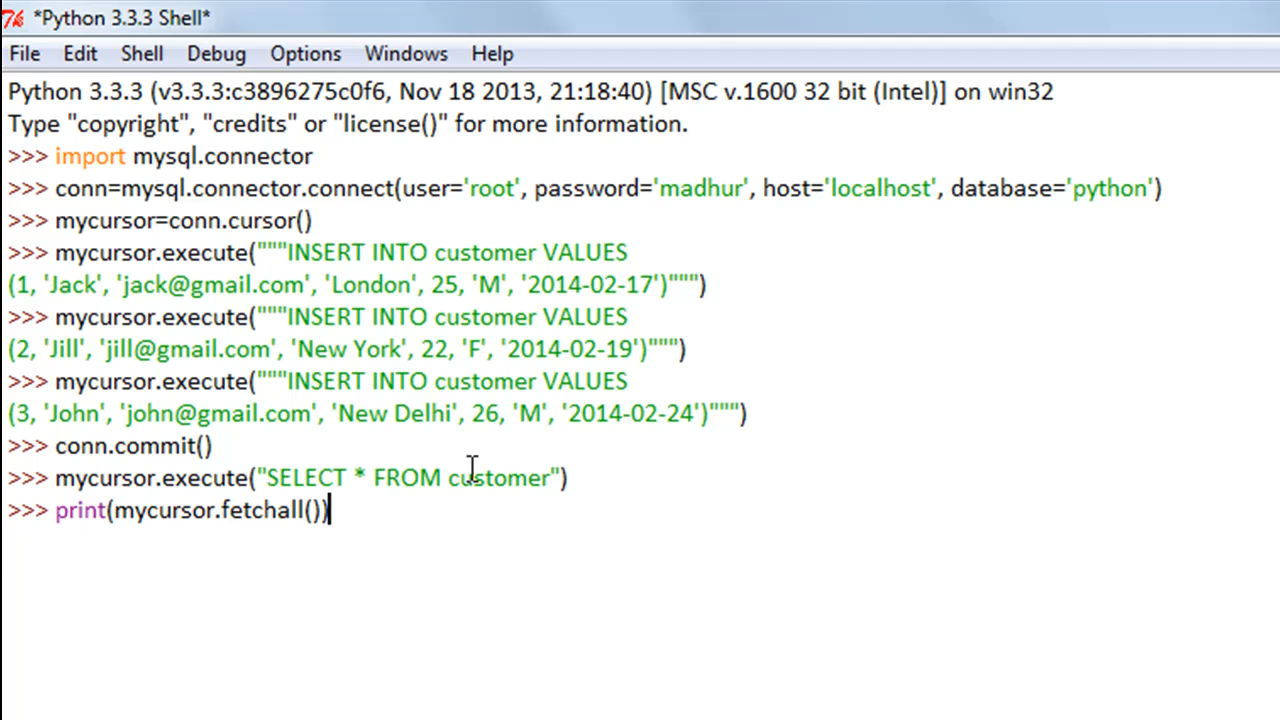 *Python 3.3.3 Shell*
File Edit Shell Debug Options Windows Help
Python 3.3.3 (v3.3.3:c3896275c0f6, Nov 18 2013, 21:18:40) [MSC v.1600 32 bit (Intel)] on win32
Type "copyright", "credits" or "license()" for more information.
>>> import mysql.connector
>>> conn=mysql.connector.connect(user='root', password='madhur', host='localhost', database='python')
>>> mycursor=conn.cursor()
>>> mycursor.execute("""INSERT INTO customer VALUES
(1, 'Jack', 'jack@gmail.com', 'London', 25, 'M', '2014-02-17')""")
>>> mycursor.execute("""INSERT INTO customer VALUES
(2, 'Jill', 'jill@gmail.com', 'New York', 22, 'F', '2014-02-19')""")
>>> mycursor.execute("""INSERT INTO customer VALUES
(3, 'John', 'john@gmail.com', 'New Delhi', 26, 'M', '2014-02-24')""")
>>> conn.commit()
>>> mycursor.execute("SELECT * FROM customer")
>>> print(mycursor.fetchall())